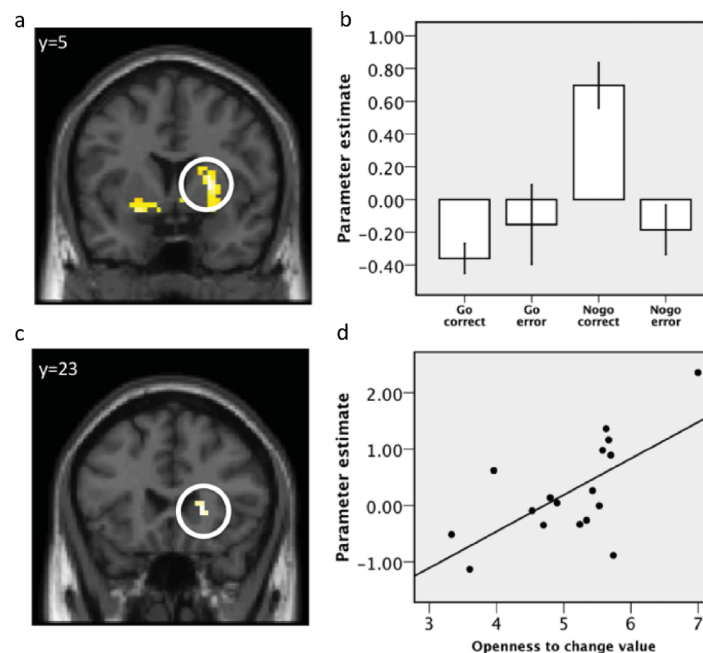 a
y=5
b
Parameter estimate
1.00
0.80
0.60
0.40
0.20
0.00
-0.20
-0.40
Go correct
Go error
Nogo correct
Nogo error
c
y=23
d
Parameter estimate
2.00
1.00
0.00
-1.00
3 4 5 6 7
Openness to change value